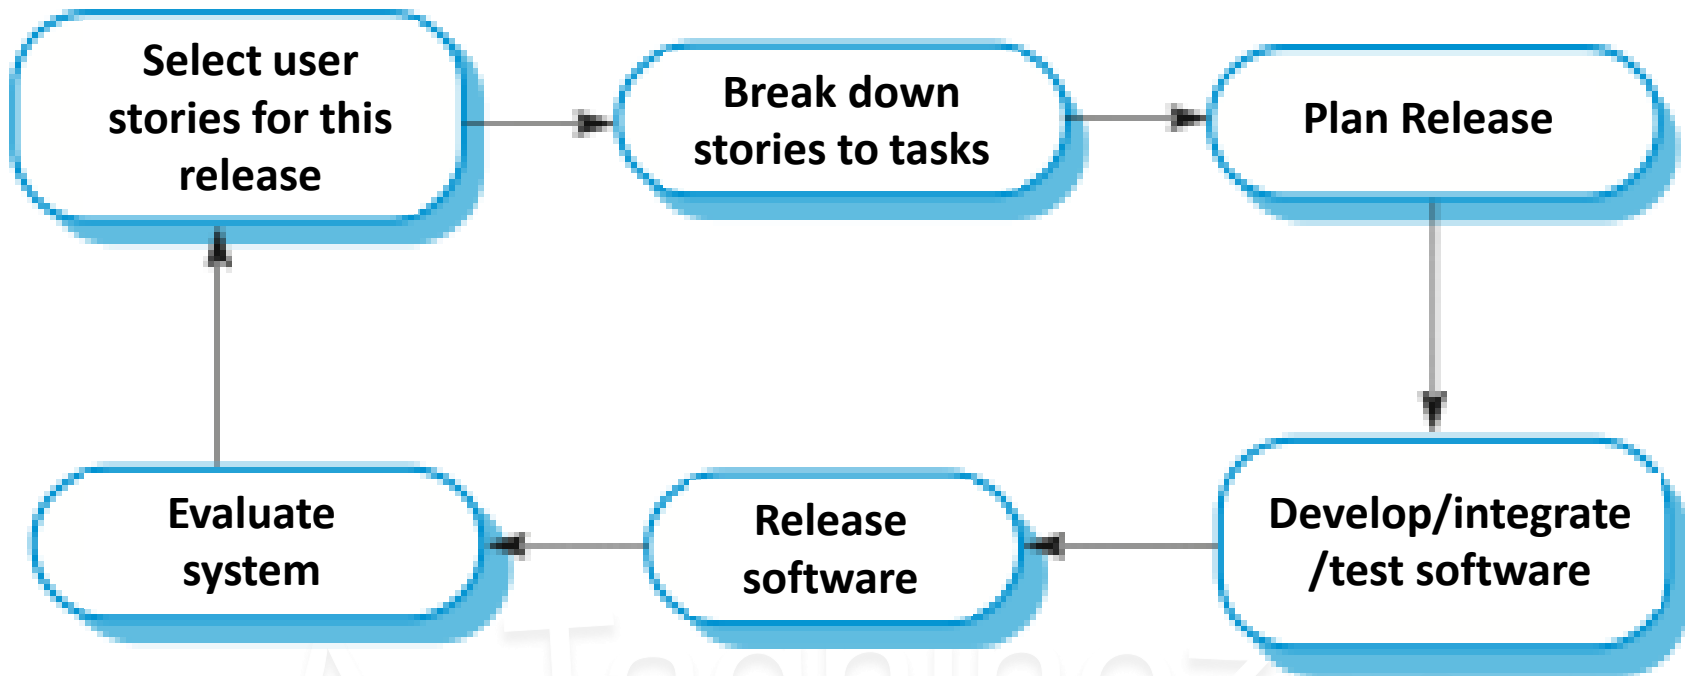 Select user
stories for this
release
Break down
stories to tasks
Plan Release
Develop/integrate
/test software
Release
software
Evaluate
system